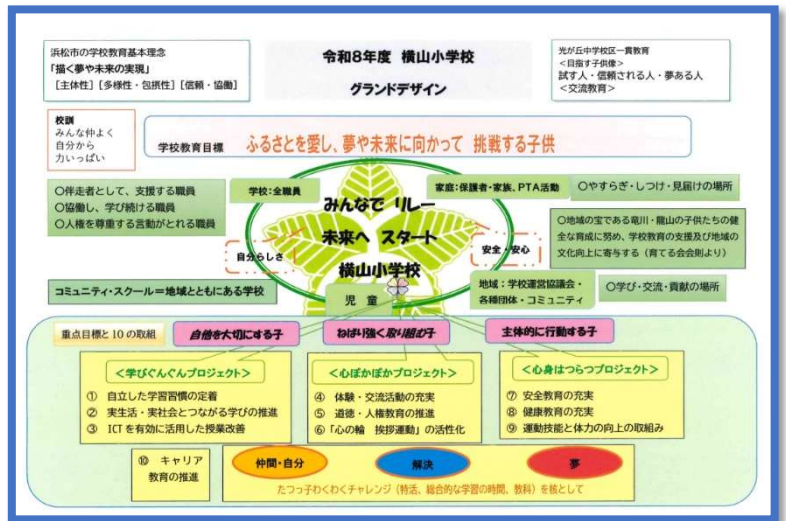 浜松市の学校教育基本理念
「描く夢や未来の実現」
［主体性］［多様性・包摂性］［信頼・協働］
令和8年度 横山小学校
グランドデザイン
光が丘中学校区一貫教育
＜目指す子供像＞
試す人・信頼される人・夢ある人
＜交流教育＞
校訓
みんな仲よく
自分から
力いっぱい
学校教育目標 ふるさとを愛し、夢や未来に向かって 挑戦する子供
〇伴走者として、支援する職員
〇協働し、学び続ける職員
〇人権を尊重する言動がとれる職員
学校：全職員
家庭：保護者・家族、PTA活動
〇やすらぎ・しつけ・見届けの場所
みんなで リレー
未来へ スタート
横山小学校
自分らしさ
安全・安心
〇地域の宝である竜川・龍山の子供たちの健
全な育成に努め、学校教育の支援及び地域の
文化向上に寄与する（育てる会会則より）
コミュニティ・スクール＝地域とともにある学校
児 童
地域：学校運営協議会・
各種団体・コミュニティ
〇学び・交流・貢献の場所
重点目標と10の取組
自他を大切にする子
ねばり強く取り組む子
主体的に行動する子
＜学びぐんぐんプロジェクト＞
① 自立した学習習慣の定着
② 実生活・実社会とつながる学びの推進
③ ICTを有効に活用した授業改善
＜心ぽかぽかプロジェクト＞
④ 体験・交流活動の充実
⑤ 道徳・人権教育の推進
⑥「心の輪 挨拶運動」の活性化
＜心身はつらつプロジェクト＞
⑦ 安全教育の充実
⑧ 健康教育の充実
⑨ 運動技能と体力の向上の取組み
⑩ キャリア
教育の推進
仲間・自分
解決
夢
たつっ子わくわくチャレンジ（特活、総合的な学習の時間、教科）を核として